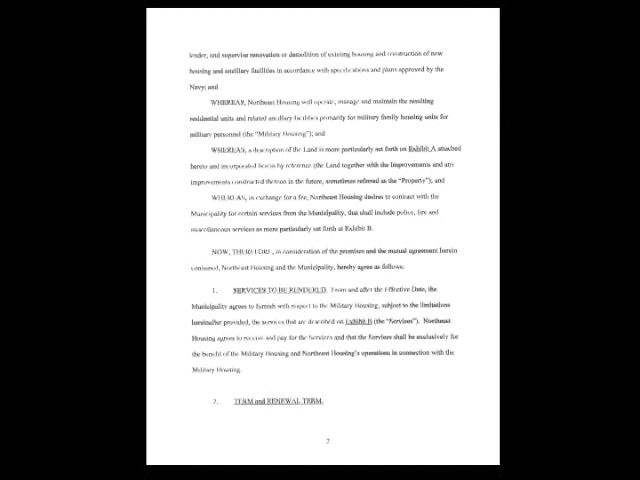 lender, and supervise renovation or demolition of existing housing and construction of new
housing and ancillary facilities in accordance with specifications and plans approved by the
Navy; and
WHEREAS, Northeast Housing will operate, manage and maintain the resulting
residential units and related ancillary facilities primarily for military family housing units for
military personnel (the "Military Housing"); and
WHEREAS, a description of the Land is more particularly set forth on Exhibit A attached
hereto and incorporated herein by reference (the Land together with the Improvements and any
improvements constructed thereon in the future, sometimes referred as the "Property"); and
WHEREAS, in exchange for a fee, Northeast Housing desires to contract with the
Municipality for certain services from the Municipality, that shall include police, fire and
miscellaneous services as more particularly set forth at Exhibit B.
NOW, THEREFORE, in consideration of the premises and the mutual agreement herein
contained, Northeast Housing and the Municipality, hereby agree as follows:
1. SERVICES TO BE RENDERED. From and after the Effective Date, the
Municipality agrees to furnish with respect to the Military Housing, subject to the limitations
hereinafter provided, the services that are described on Exhibit B (the "Services"). Northeast
Housing agrees to receive and pay for the Services and that the Services shall be exclusively for
the benefit of the Military Housing and Northeast Housing's operations in connection with the
Military Housing.
2. TERM and RENEWAL TERM.
2